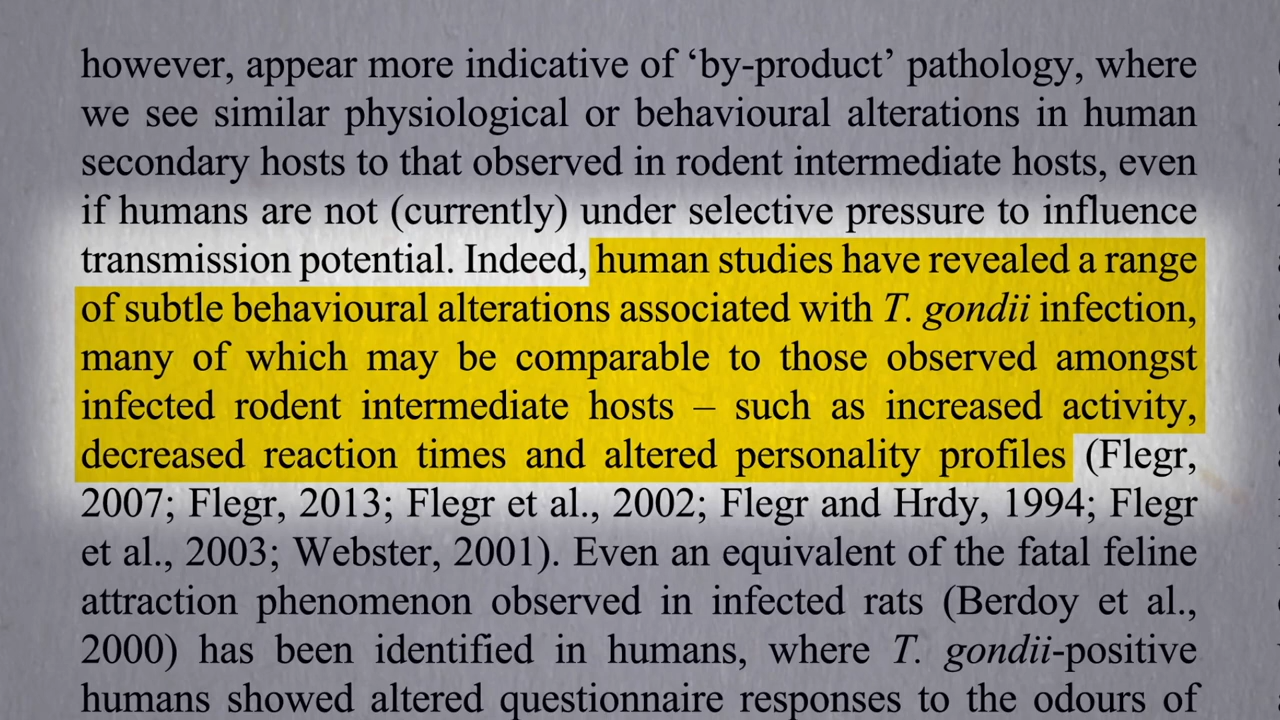 however, appear more indicative of ‘by-product’ pathology, where
we see similar physiological or behavioural alterations in human
secondary hosts to that observed in rodent intermediate hosts, even
if humans are not (currently) under selective pressure to influence
transmission potential. Indeed, human studies have revealed a range
of subtle behavioural alterations associated with T. gondii infection,
many of which may be comparable to those observed amongst
infected rodent intermediate hosts – such as increased activity,
decreased reaction times and altered personality profiles (Flegr,
2007; Flegr, 2013; Flegr et al., 2002; Flegr and Hrdy, 1994; Flegr
et al., 2003; Webster, 2001). Even an equivalent of the fatal feline
attraction phenomenon observed in infected rats (Berdoy et al.,
2000) has been identified in humans, where T. gondii-positive
humans showed altered questionnaire responses to the odours of